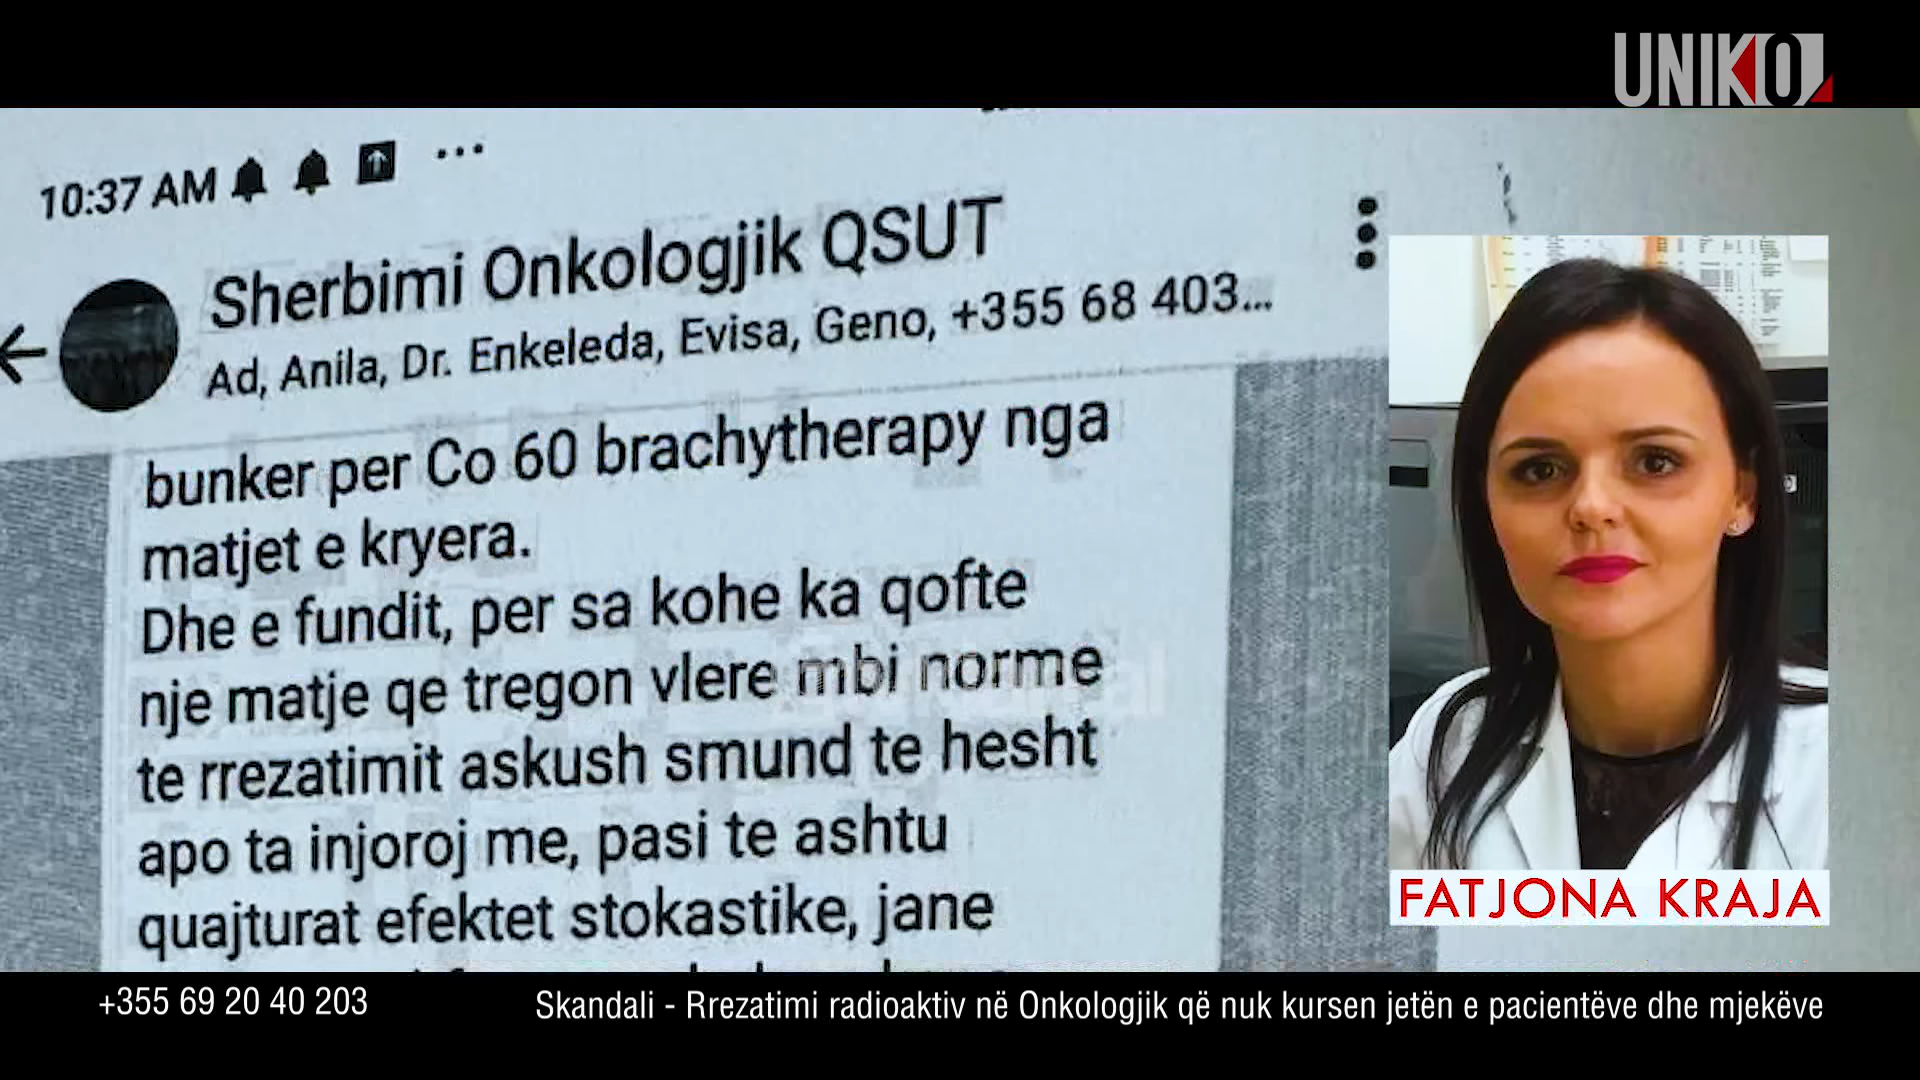 UNIKO
10:37 AM
Sherbimi Onkologjik QSUT
Ad, Anila, Dr. Enkeleda, Evisa, Geno, +355 68 403...
bunker per Co 60 brachytherapy nga
matjet e kryera.
Dhe e fundit, per sa kohe ka qofte
nje matje qe tregon vlere mbi norme
te rrezatimit askush smund te hesht
apo ta injoroj me, pasi te ashtu
quajturat efektet stokastike, jane
FATJONA KRAJA
+355 69 20 40 203
Skandali - Rrezatimi radioaktiv në Onkologjik që nuk kursen jetën e pacientëve dhe mjekëve